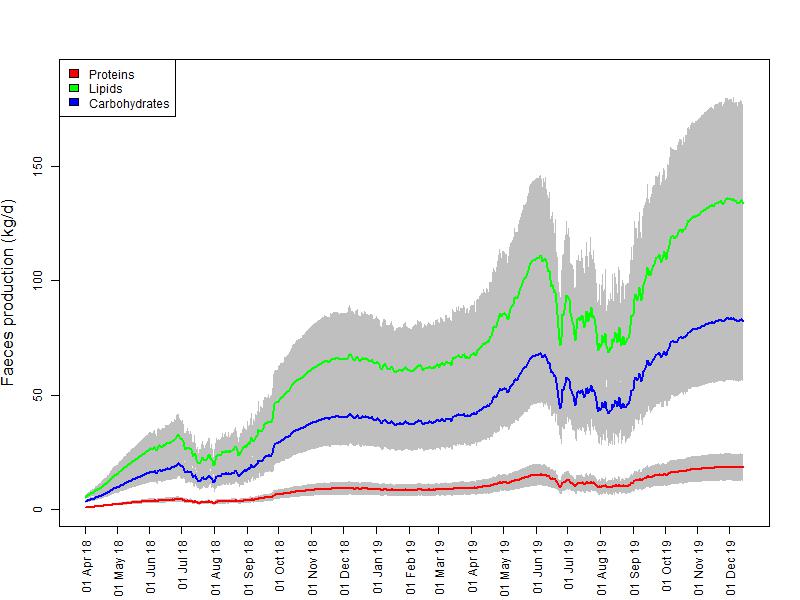 Proteins
Lipids
Carbohydrates
Faeces production (kg/d)
150
100
50
0
01 Apr 18
01 May 18
01 Jun 18
01 Jul 18
01 Aug 18
01 Sep 18
01 Oct 18
01 Nov 18
01 Dec 18
01 Jan 19
01 Feb 19
01 Mar 19
01 Apr 19
01 May 19
01 Jun 19
01 Jul 19
01 Aug 19
01 Sep 19
01 Oct 19
01 Nov 19
01 Dec 19